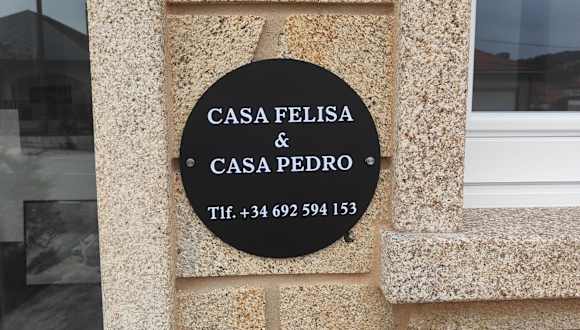 CASA FELISA
&
CASA PEDRO
Tlf. +34 692 594 153